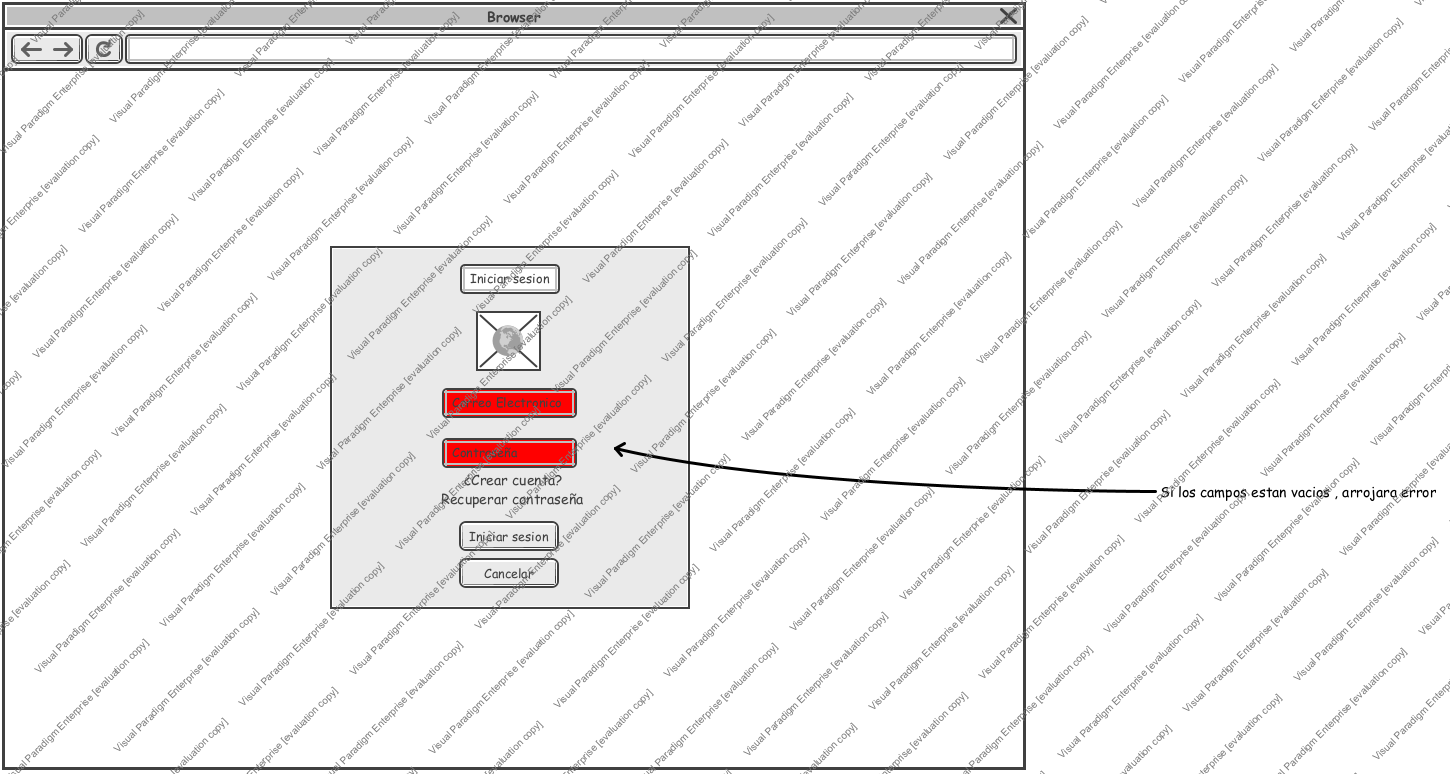 Browser
Iniciar sesion
Correo Electronico
Contraseña
¿Crear cuenta?
Recuperar contraseña
Iniciar sesion
Cancelar
Si los campos estan vacios , arrojara error
Visual Paradigm Enterprise [evaluation copy]